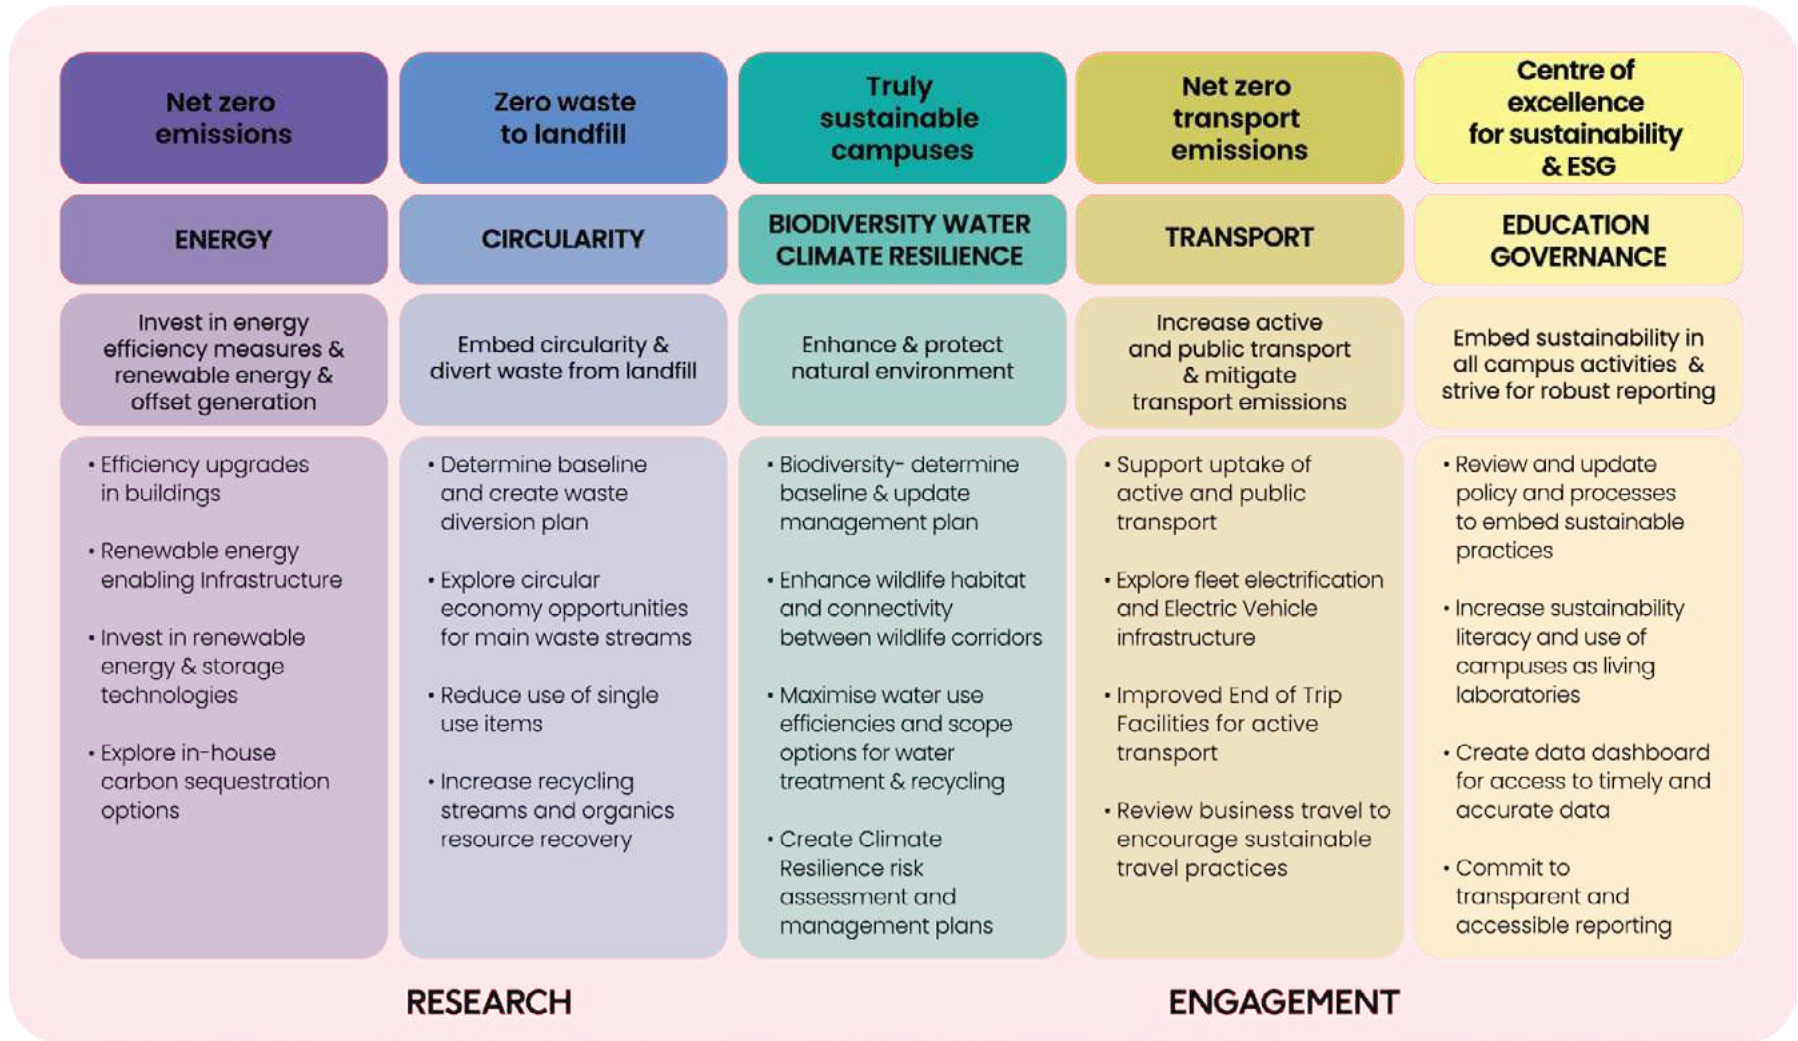 Net zero
emissions
Zero waste
to landfill
Truly
sustainable
campuses
Net zero
transport
emissions
Centre of
excellence
for sustainability
& ESG
ENERGY
CIRCULARITY
BIODIVERSITY WATER
CLIMATE RESILIENCE
TRANSPORT
EDUCATION
GOVERNANCE
Invest in energy
efficiency measures &
renewable energy &
offset generation
Embed circularity &
divert waste from landfill
Enhance & protect
natural environment
Increase active
and public transport
& mitigate
transport emissions
Embed sustainability in
all campus activities &
strive for robust reporting
• Efficiency upgrades
in buildings
• Renewable energy
enabling Infrastructure
• Invest in renewable
energy & storage
technologies
• Explore in-house
carbon sequestration
options
• Determine baseline
and create waste
diversion plan
• Explore circular
economy opportunities
for main waste streams
• Reduce use of single
use items
• Increase recycling
streams and organics
resource recovery
• Biodiversity- determine
baseline & update
management plan
• Enhance wildlife habitat
and connectivity
between wildlife corridors
• Maximise water use
efficiencies and scope
options for water
treatment & recycling
• Create Climate
Resilience risk
assessment and
management plans
• Support uptake of
active and public
transport
• Explore fleet electrification
and Electric Vehicle
infrastructure
• Improved End of Trip
Facilities for active
transport
• Review business travel to
encourage sustainable
travel practices
• Review and update
policy and processes
to embed sustainable
practices
• Increase sustainability
literacy and use of
campuses as living
laboratories
• Create data dashboard
for access to timely and
accurate data
• Commit to
transparent and
accessible reporting
RESEARCH
ENGAGEMENT